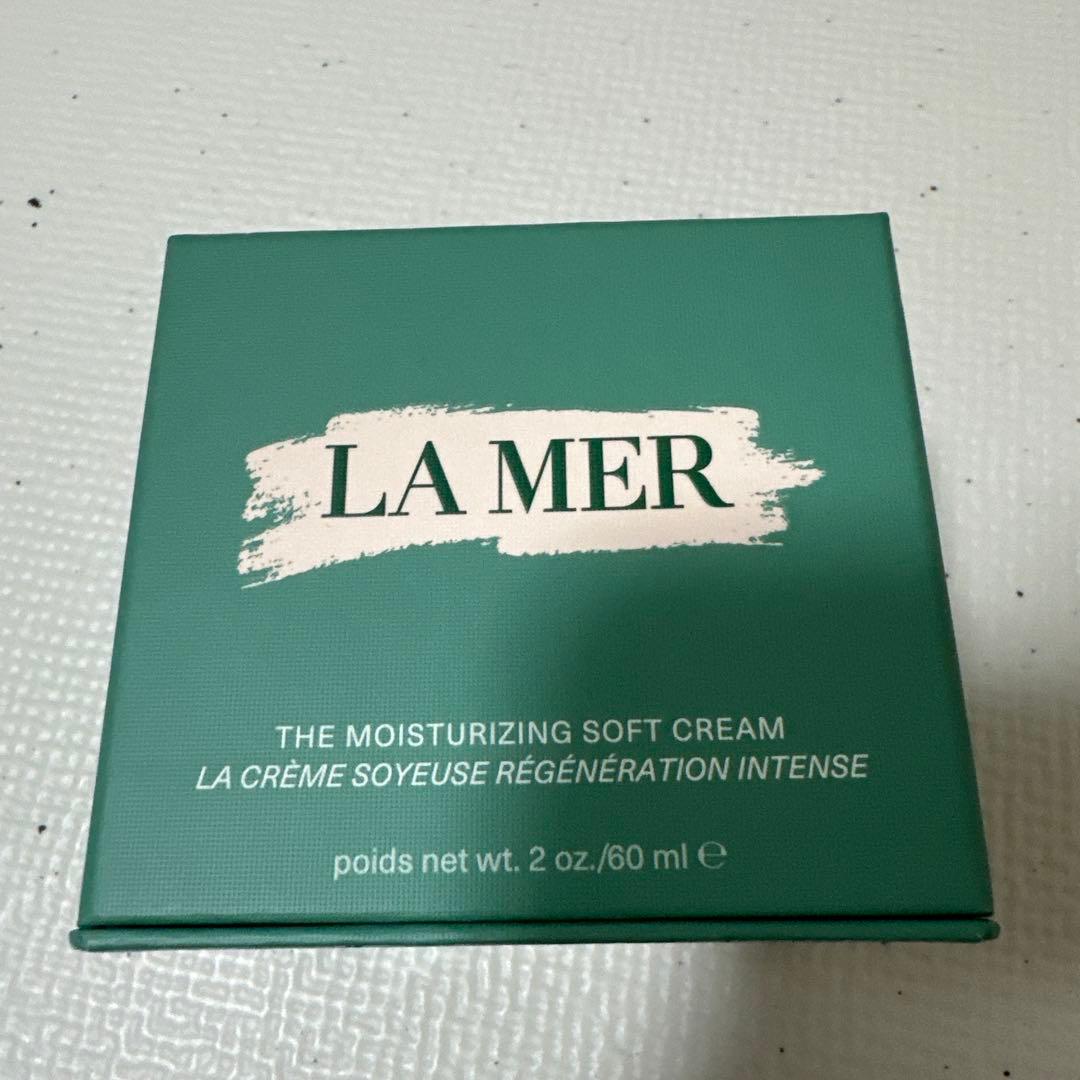 LA MER
THE MOISTURIZING SOFT CREAM
LA CRÈME SOYEUSE RÉGÉNÉRATION INTENSE
poids net wt. 2 oz./60 ml ℮